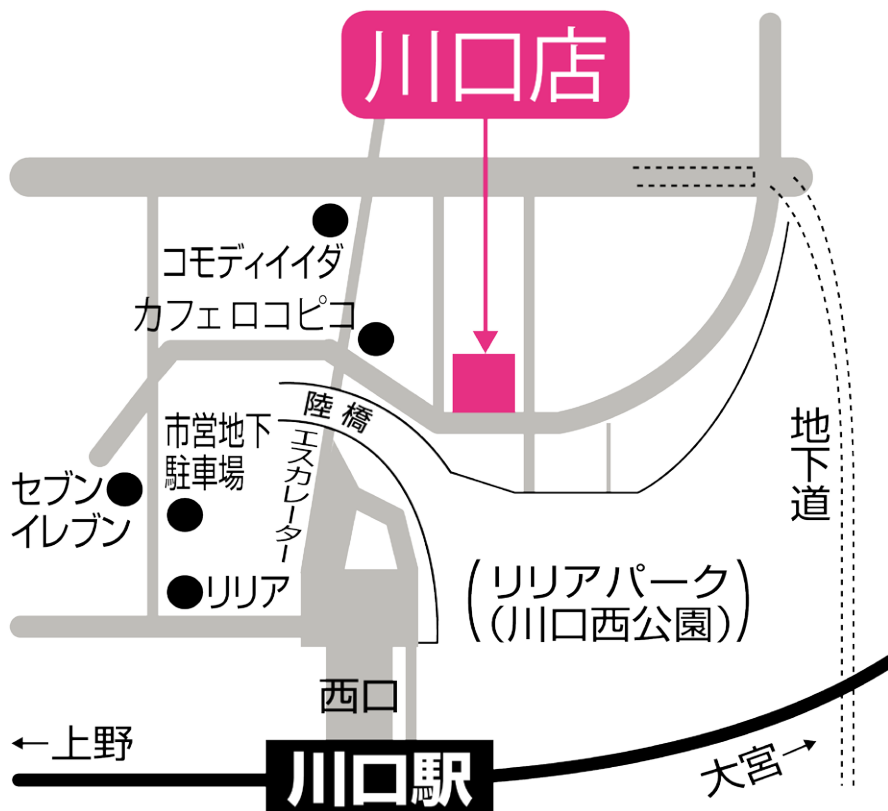 川口店
コモディイイダ
カフェ ロコピコ
陸橋
市営地下
駐車場
エスカレーター
セブン
イレブン
リリア
地下道
(リリアパーク
(川口西公園))
西口
←上野
川口駅
大宮→